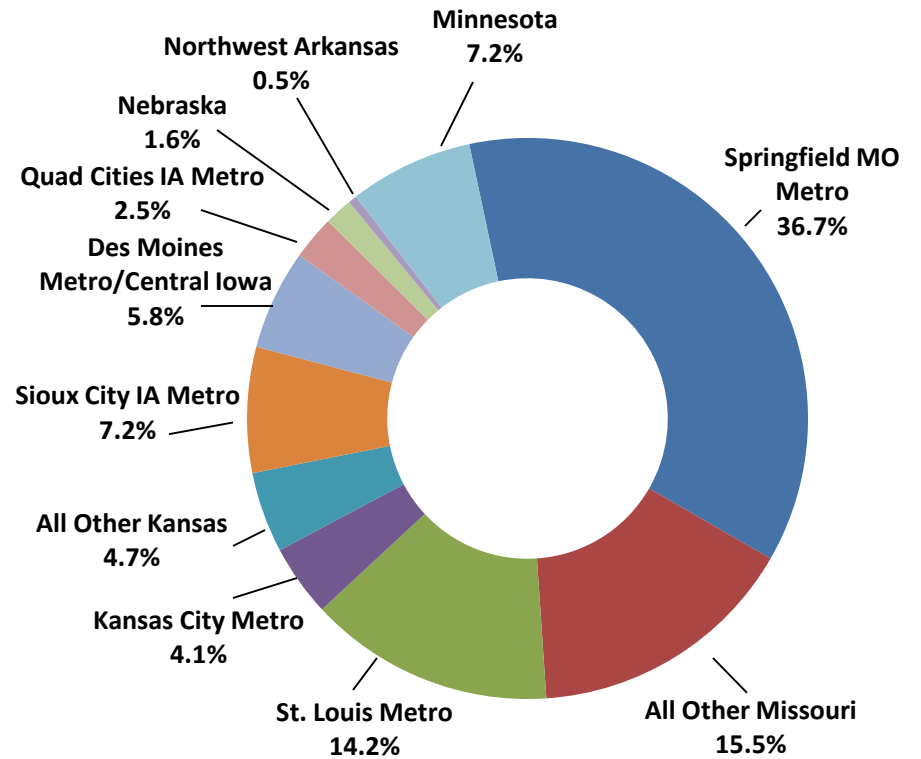 Minnesota
7.2%
Northwest Arkansas
0.5%
Nebraska
1.6%
Quad Cities IA Metro
2.5%
Des Moines
Metro/Central Iowa
5.8%
Sioux City IA Metro
7.2%
All Other Kansas
4.7%
Kansas City Metro
4.1%
St. Louis Metro
14.2%
All Other Missouri
15.5%
Springfield MO
Metro
36.7%